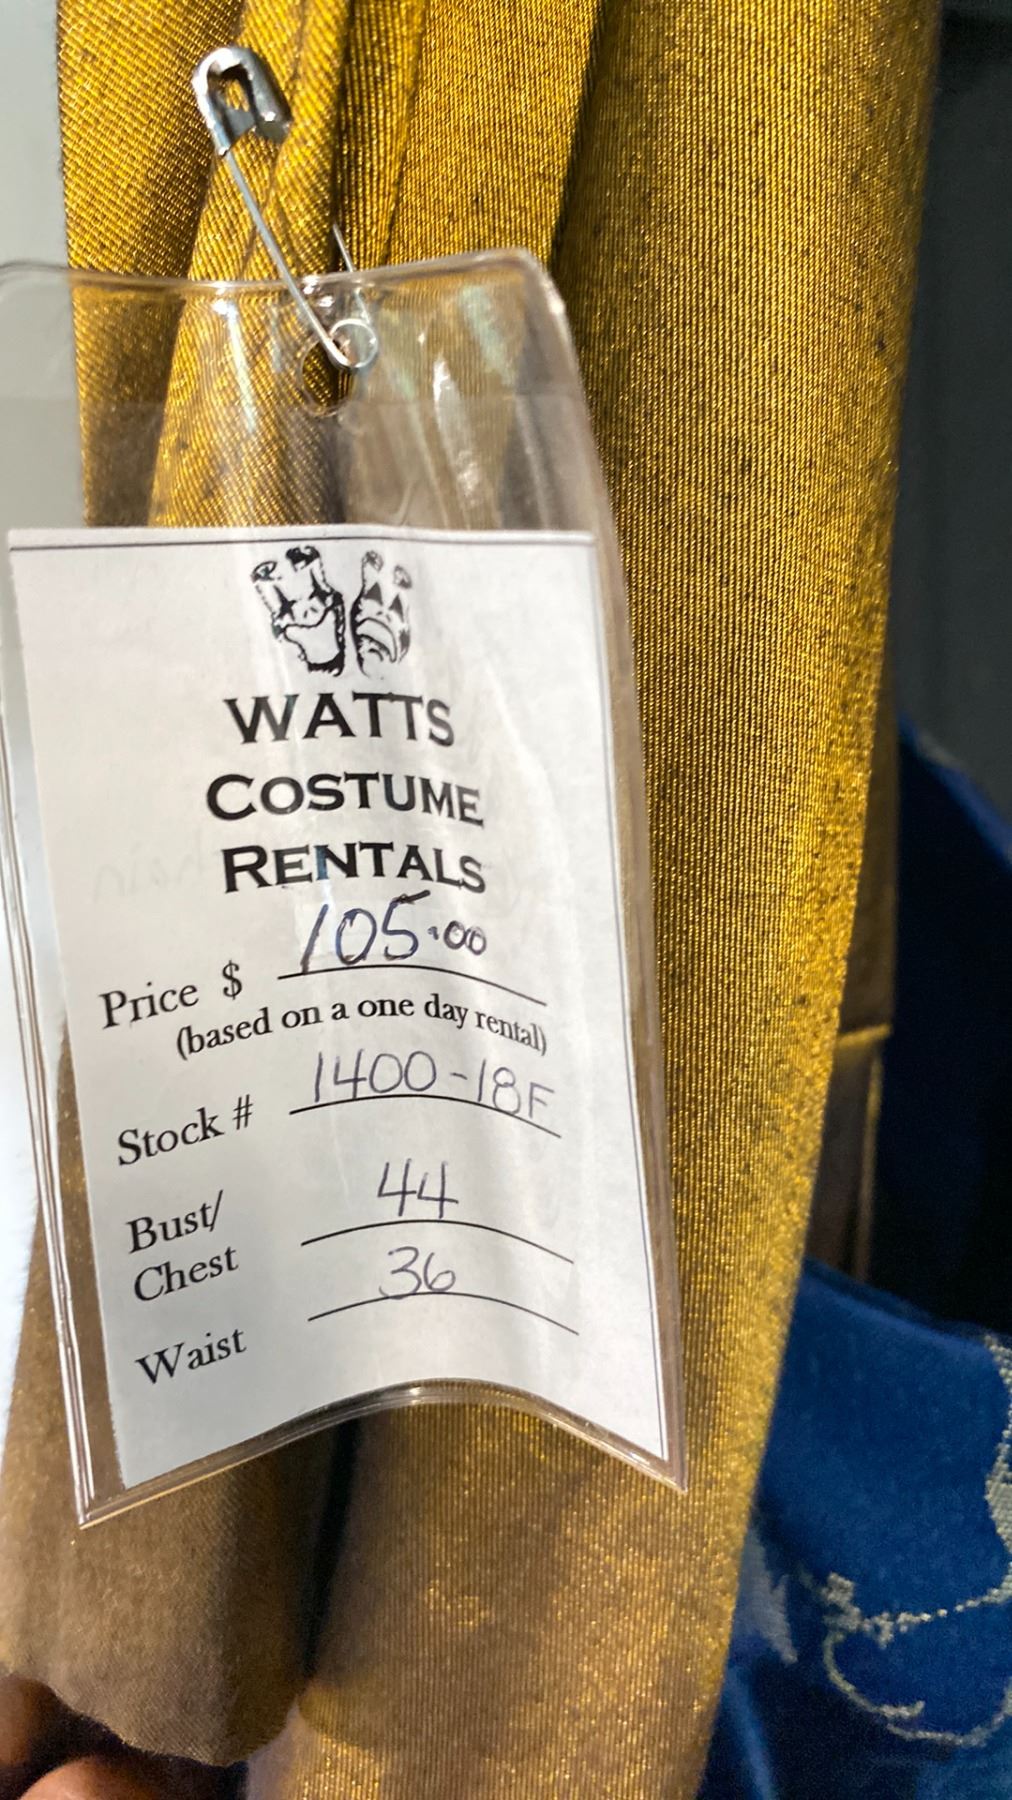 WATTS
COSTUME
RENTALS
Price $ 105.00
(based on a one day rental)
Stock # 1400-18F
Bust/ 44
Chest
Waist 36